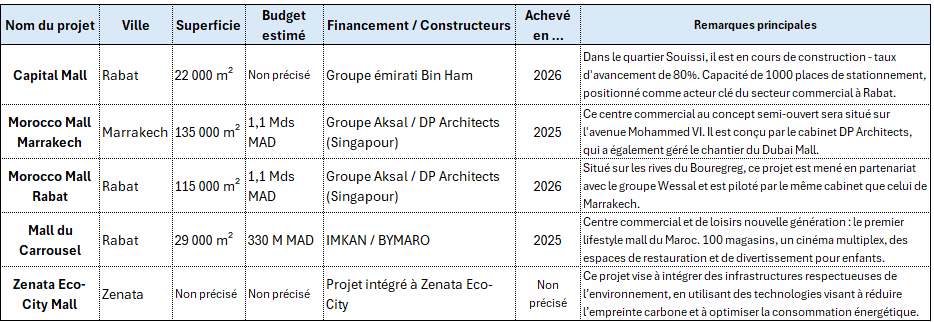 Nom du projet
Ville
Superficie
Budget
estimé
Financement / Constructeurs
Achevé
en ...
Remarques principales
Capital Mall
Rabat
22 000 m²
Non précisé
Groupe émirati Bin Ham
2026
Dans le quartier Souissi, il est en cours de construction - taux
d'avancement de 80%. Capacité de 1000 places de stationnement,
positionné comme acteur clé du secteur commercial à Rabat.
Morocco Mall
Marrakech
Marrakech
135 000 m²
1,1 Mds
MAD
Groupe Aksal / DP Architects
(Singapour)
2025
Ce centre commercial au concept semi-ouvert sera situé sur
l'avenue Mohammed VI. Il est conçu par le cabinet DP Architects,
qui a également géré le chantier du Dubai Mall.
Morocco Mall
Rabat
Rabat
115 000 m²
1,1 Mds
MAD
Groupe Aksal / DP Architects
(Singapour)
2026
Situé sur les rives du Bouregreg, ce projet est mené en partenariat
avec le groupe Wessal et est piloté par le même cabinet que celui de
Marrakech.
Mall du
Carrousel
Rabat
29 000 m²
330 M MAD
IMKAN / BYMARO
2025
Centre commercial et de loisirs nouvelle génération : le premier
lifestyle mall du Maroc. 100 magasins, un cinéma multiplex, des
espaces de restauration et de divertissement pour enfants.
Zenata Eco-
City Mall
Zenata
Non précisé
Non précisé
Projet intégré à Zenata Eco-
City
Non
précisé
Ce projet vise à intégrer des infrastructures respectueuses de
l'environnement, en utilisant des technologies visant à réduire
l'empreinte carbone et à optimiser la consommation énergétique.